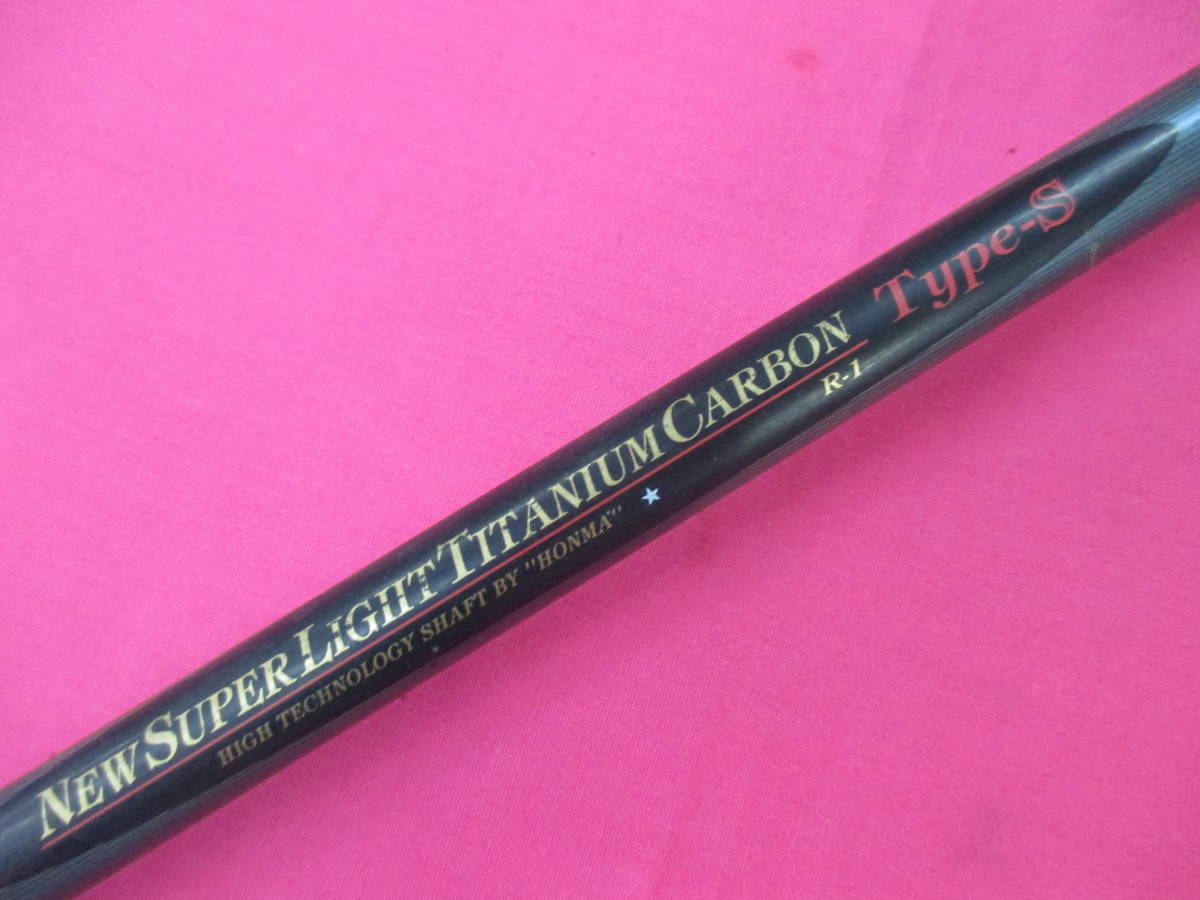 NEW SUPER LIGHT TITANIUM CARBON Type-S
R-1
HIGH TECHNOLOGY SHAFT BY "HONMA"